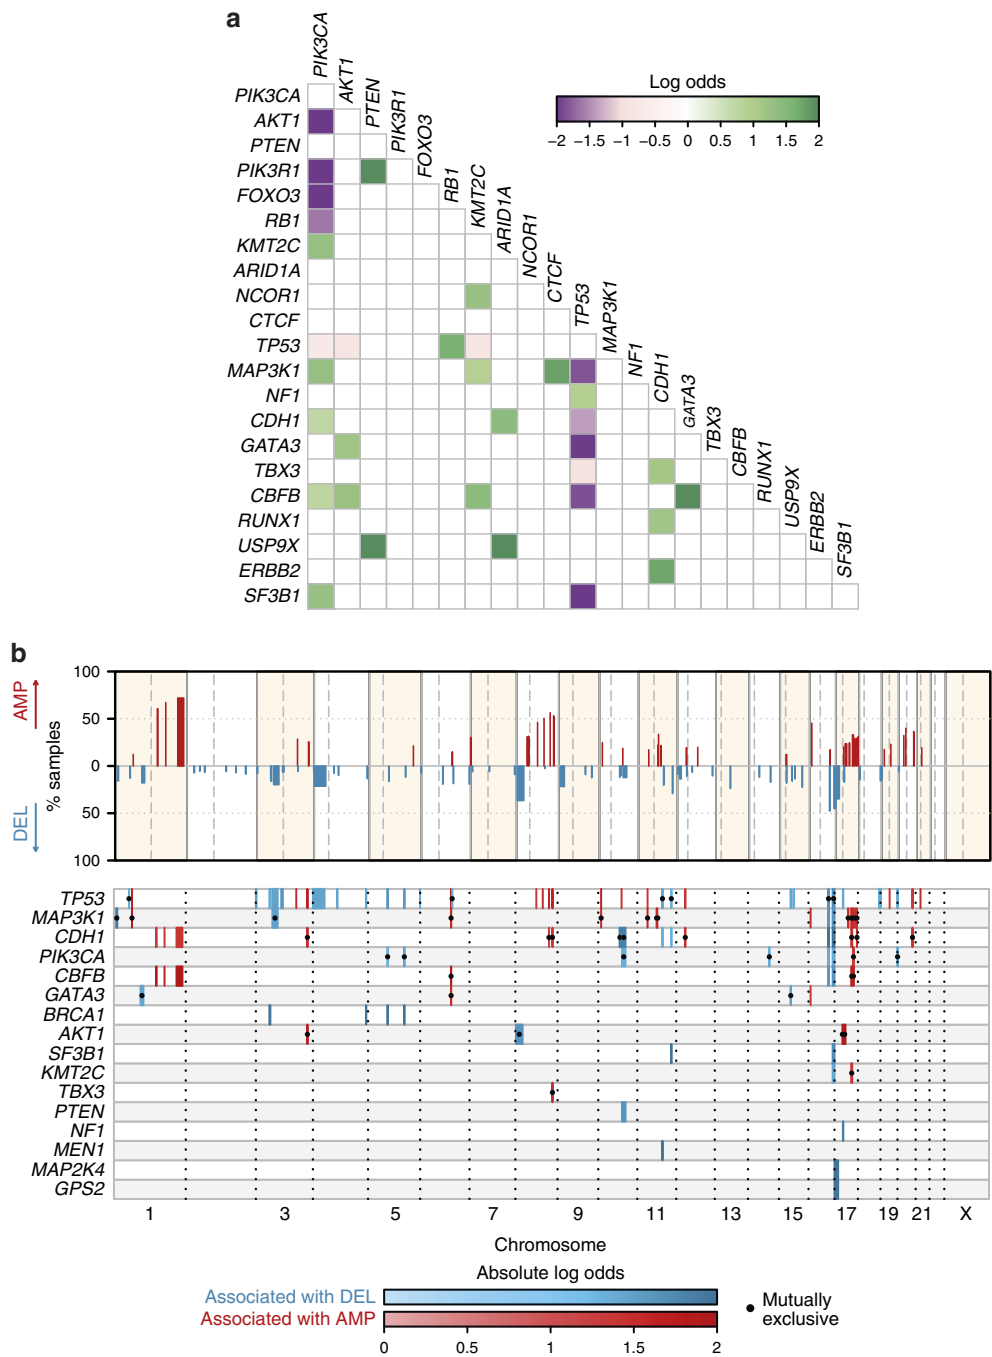 a
PIK3CA
AKT1
PTEN
PIK3R1
FOXO3
RB1
KMT2C
ARID1A
NCOR1
CTCF
TP53
MAP3K1
NF1
CDH1
GATA3
TBX3
CBFB
RUNX1
USP9X
ERBB2
SF3B1
Log odds
−2 −1.5 −1 −0.5 0 0.5 1 1.5 2
PIK3CA
AKT1
PTEN
PIK3R1
FOXO3
RB1
KMT2C
ARID1A
NCOR1
CTCF
TP53
MAP3K1
NF1
CDH1
GATA3
TBX3
CBFB
RUNX1
USP9X
ERBB2
SF3B1
b
AMP
DEL
% samples
100
50
0
50
100
TP53
MAP3K1
CDH1
PIK3CA
CBFB
GATA3
BRCA1
AKT1
SF3B1
KMT2C
TBX3
PTEN
NF1
MEN1
MAP2K4
GPS2
1 3 5 7 9 11 13 15 17 19 21 X
Chromosome
Absolute log odds
Associated with DEL
Associated with AMP
0 0.5 1 1.5 2
Mutually
exclusive